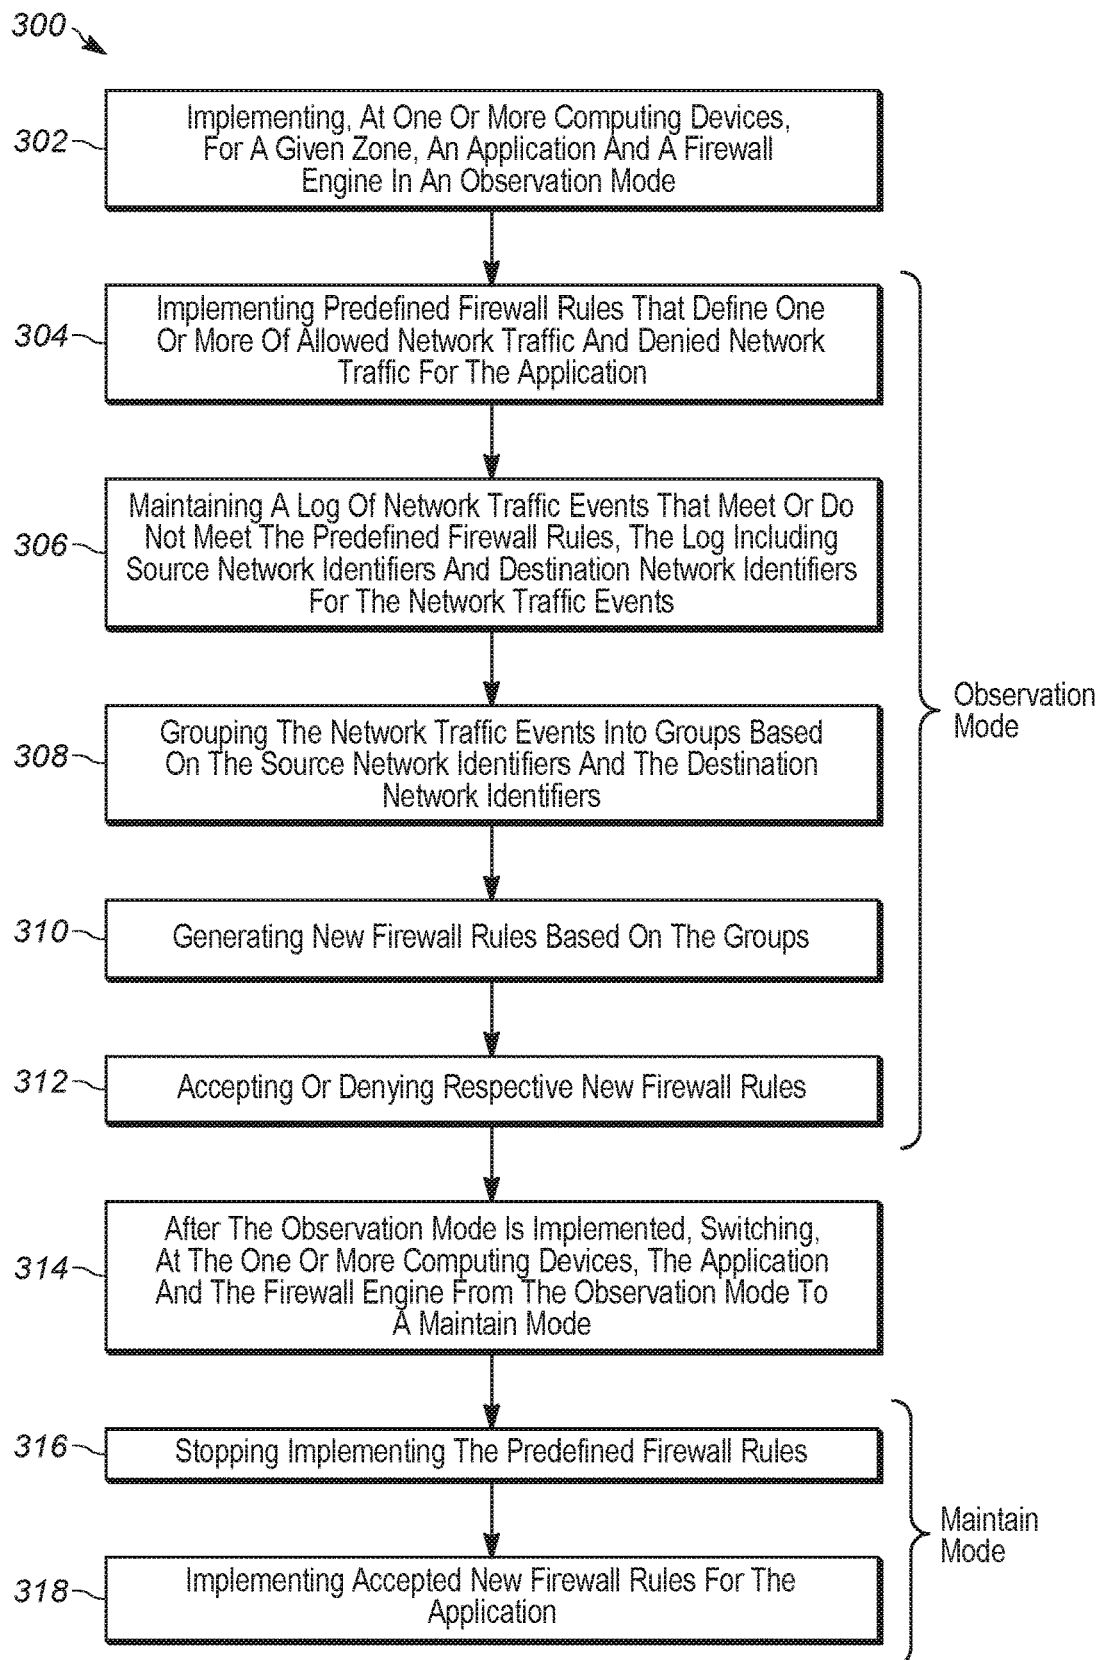 300
302
Implementing, At One Or More Computing Devices,
For A Given Zone, An Application And A Firewall
Engine In An Observation Mode
304
Implementing Predefined Firewall Rules That Define One
Or More Of Allowed Network Traffic And Denied Network
Traffic For The Application
306
Maintaining A Log Of Network Traffic Events That Meet Or Do
Not Meet The Predefined Firewall Rules, The Log Including
Source Network Identifiers And Destination Network Identifiers
For The Network Traffic Events
308
Grouping The Network Traffic Events Into Groups Based
On The Source Network Identifiers And The Destination
Network Identifiers
Observation
Mode
310
Generating New Firewall Rules Based On The Groups
312
Accepting Or Denying Respective New Firewall Rules
314
After The Observation Mode Is Implemented, Switching,
At The One Or More Computing Devices, The Application
And The Firewall Engine From The Observation Mode To
A Maintain Mode
316
Stopping Implementing The Predefined Firewall Rules
Maintain
Mode
318
Implementing Accepted New Firewall Rules For The
Application